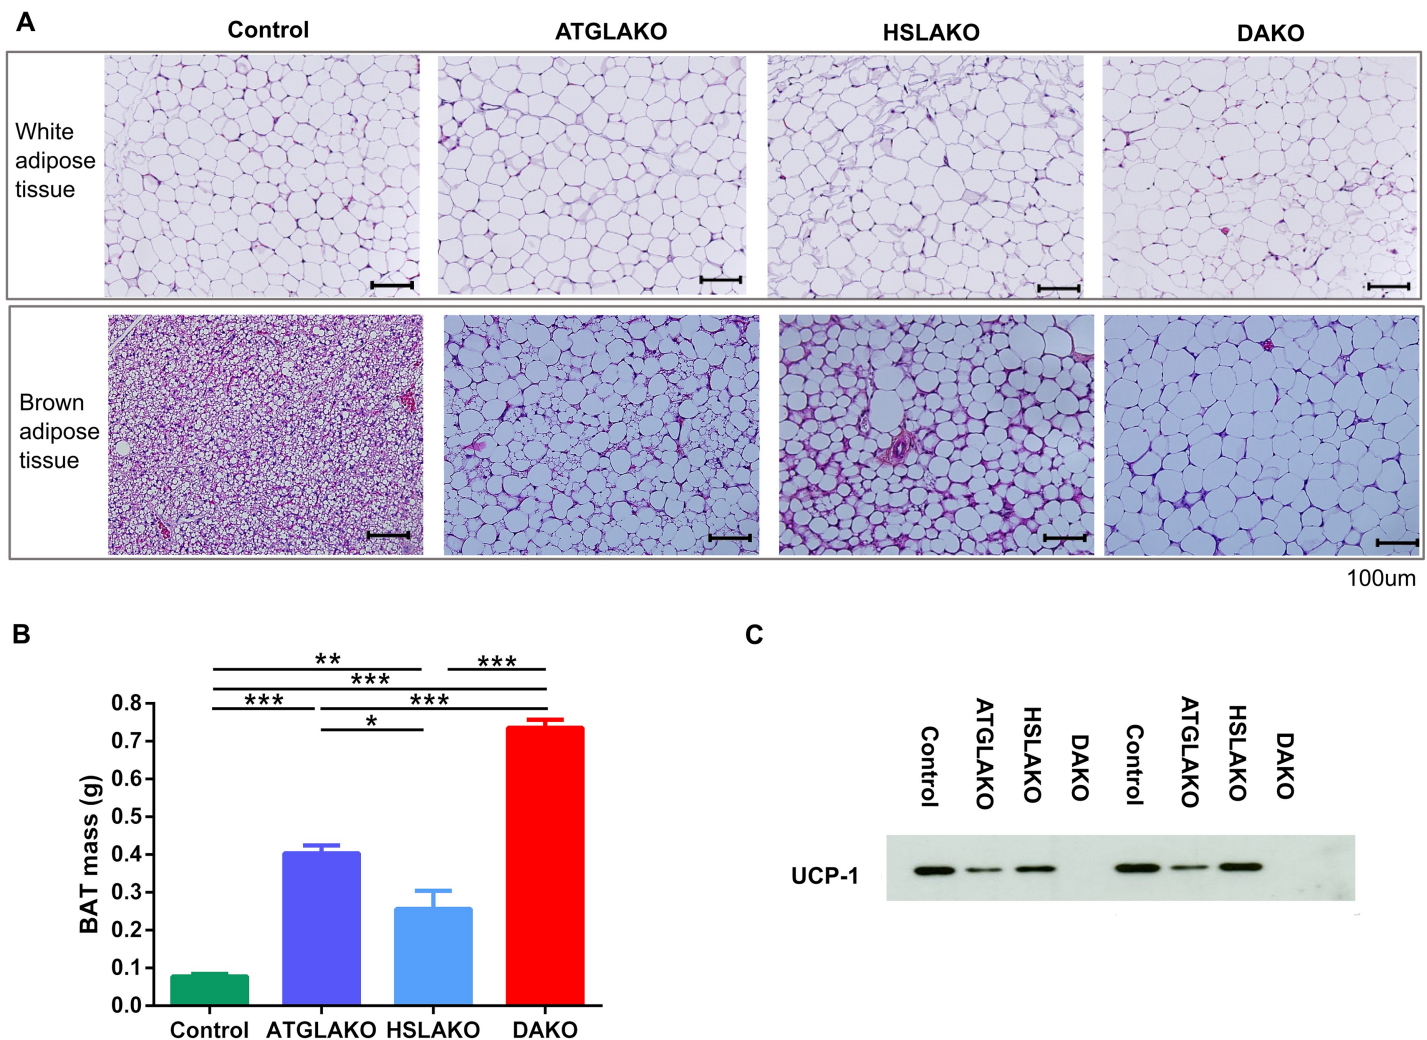 A
Control ATGLAKO HSLAKO DAKO
White
adipose
tissue
Brown
adipose
tissue
100um
B
** ***
***
*** ***
*
0.8
0.7
0.6
0.5
0.4
0.3
0.2
0.1
0.0
BAT mass (g)
Control ATGLAKO HSLAKO DAKO
C
Control ATGLAKO HSLAKO DAKO Control ATGLAKO HSLAKO DAKO
UCP-1